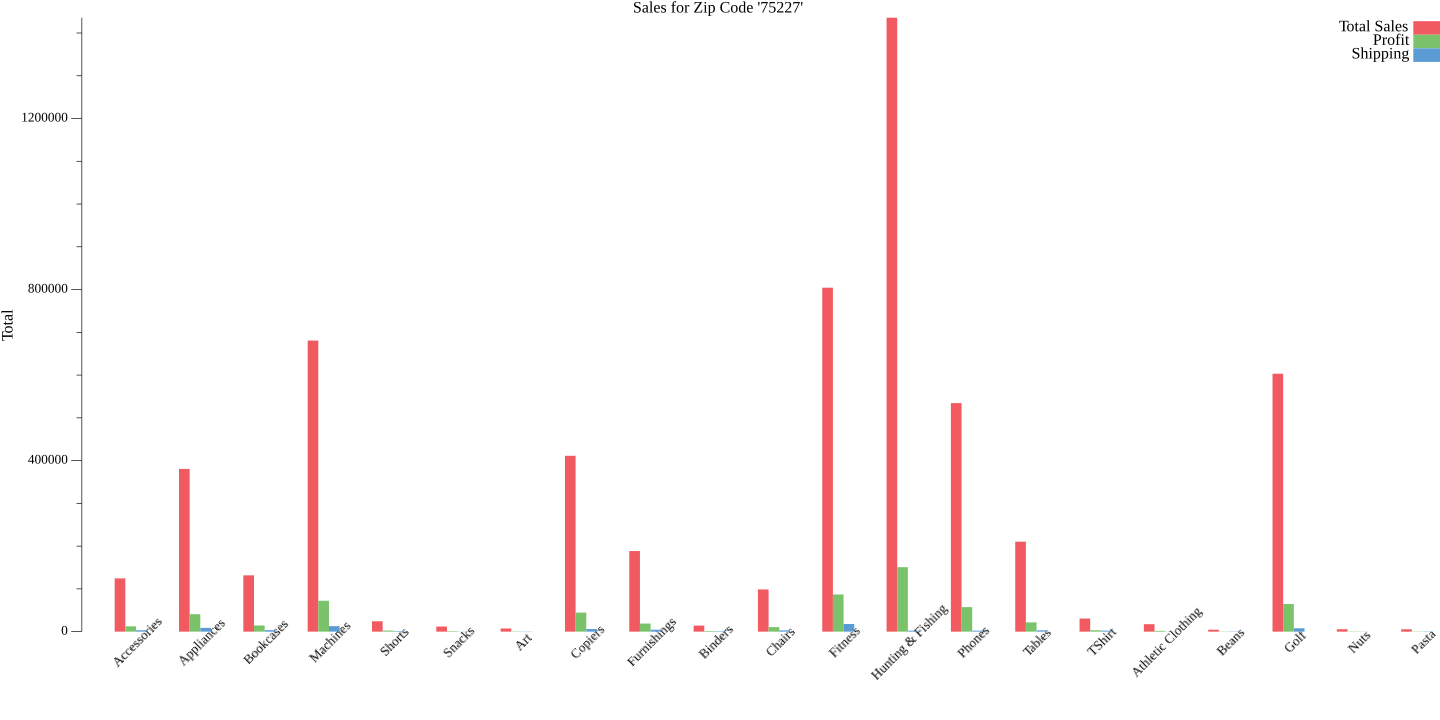 Sales for Zip Code '75227'
Total Sales
Profit
Shipping
1200000
800000
400000
0
Total
Accessories
Appliances
Bookcases
Machines
Shorts
Snacks
Art
Copiers
Furnishings
Binders
Chairs
Fitness
Hunting & Fishing
Phones
Tables
TShirt
Athletic Clothing
Beans
Golf
Nuts
Pasta